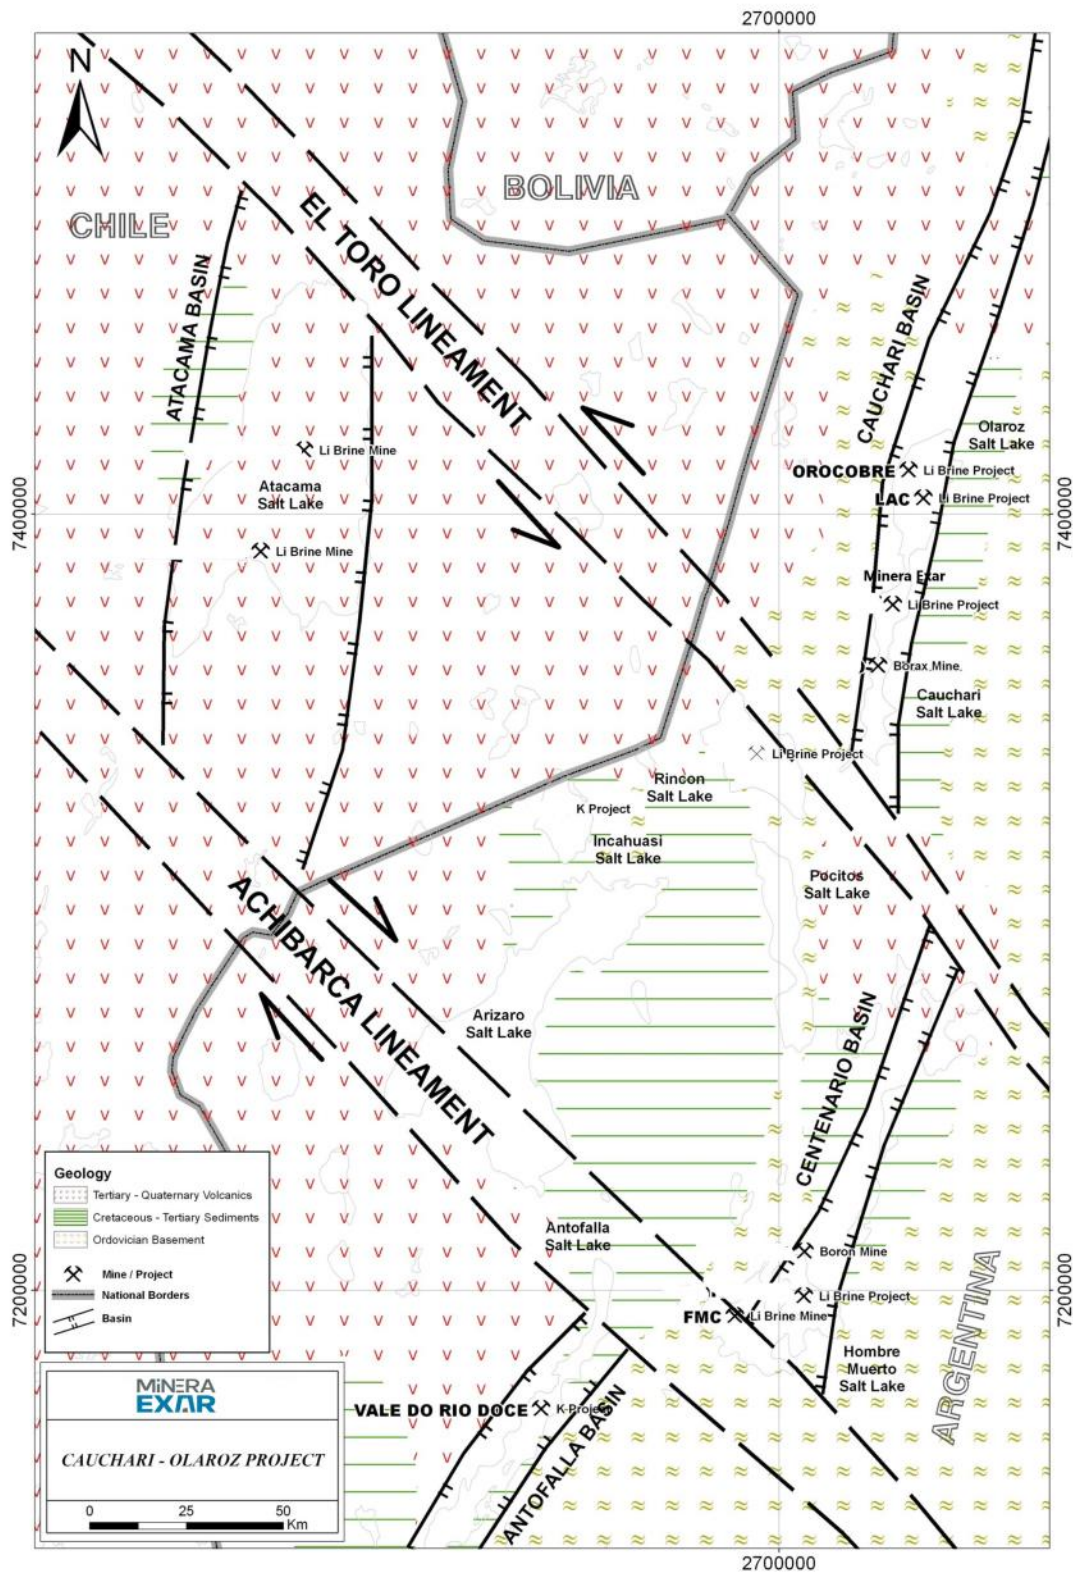 2700000
N
BOLIVIA
CHILE
EL TORO LINEAMENT
ATACAMA BASIN
CAUCHARI BASIN
Olaroz
Salt Lake
Li Brine Mine
OROCOBRE
Li Brine Project
Atacama
Salt Lake
LAC
Li Brine Project
7400000
7400000
Li Brine Mine
Minera Exar
Li Brine Project
Borax Mine
Cauchari
Salt Lake
Li Brine Project
Rincon
Salt Lake
K Project
Incahuasi
Salt Lake
Pocitos
Salt Lake
ACHIBARCA LINEAMENT
Arizaro
Salt Lake
CENTENARIO BASIN
Antofalla
Salt Lake
Boron Mine
Li Brine Project
FMC
Li Brine Mine
7200000
7200000
Hombre
Muerto
Salt Lake
ARGENTINA
VALE DO RIO DOCE
K Project
ANTOFALLA BASIN
Geology
Tertiary - Quaternary Volcanics
Cretaceous - Tertiary Sediments
Ordovician Basement
Mine / Project
National Borders
Basin
MINERA
EXAR
CAUCHARI - OLAROZ PROJECT
0 25 50
Km
2700000